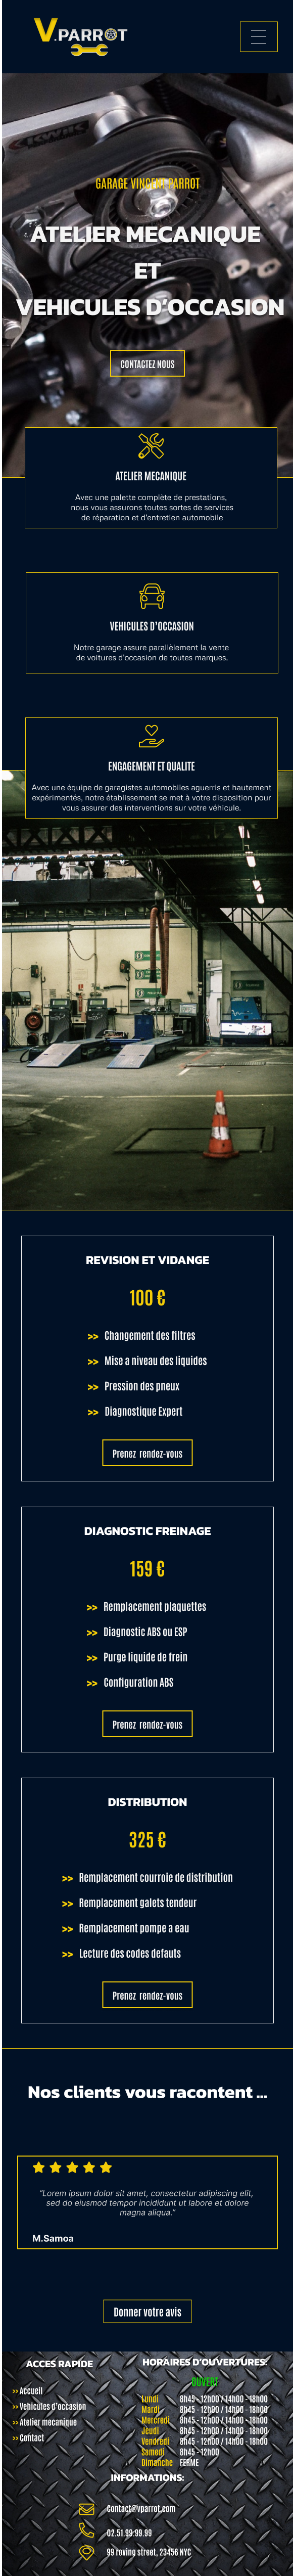 V.PARROT
GARAGE VINCENT PARROT
ATELIER MECANIQUE
ET
VEHICULES D'OCCASION
CONTACTEZ NOUS
ATELIER MECANIQUE
Avec une palette complète de prestations,
nous vous assurons toutes sortes de services
de réparation et d'entretien automobile
VEHICULES D'OCCASION
Notre garage assure parallèlement la vente
de voitures d'occasion de toutes marques.
ENGAGEMENT ET QUALITE
Avec une équipe de garagistes automobiles aguerris et hautement
expérimentés, notre établissement se met à votre disposition pour
vous assurer des interventions sur votre véhicule.
REVISION ET VIDANGE
100 €
>> Changement des filtres
>> Mise a niveau des liquides
>> Pression des pneux
>> Diagnostique Expert
Prenez rendez-vous
DIAGNOSTIC FREINAGE
159 €
>> Remplacement plaquettes
>> Diagnostic ABS ou ESP
>> Purge liquide de frein
>> Configuration ABS
Prenez rendez-vous
DISTRIBUTION
325 €
>> Remplacement courroie de distribution
>> Remplacement galets tendeur
>> Remplacement pompe a eau
>> Lecture des codes defauts
Prenez rendez-vous
Nos clients vous racontent ...
"Lorem ipsum dolor sit amet, consectetur adipiscing elit,
sed do eiusmod tempor incididunt ut labore et dolore
magna aliqua."
M.Samoa
Donner votre avis
ACCES RAPIDE
>> Accueil
>> Vehicules d'occasion
>> Atelier mecanique
>> Contact
HORAIRES D'OUVERTURES:
OUVERT
Lundi 8h45 - 12h00 / 14h00 - 18h00
Mardi 8h45 - 12h00 / 14h00 - 18h00
Mercredi 8h45 - 12h00 / 14h00 - 18h00
Jeudi 8h45 - 12h00 / 14h00 - 18h00
Vendredi 8h45 - 12h00 / 14h00 - 18h00
Samedi 8h45 - 12h00
Dimanche FERME
INFORMATIONS:
Contact@vparrot.com
02.51.99.99.99
99 roving street, 23456 NYC